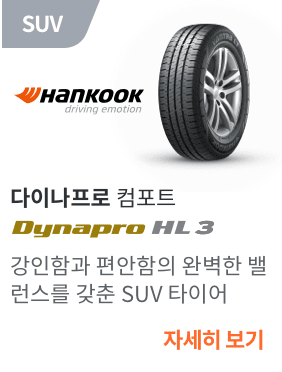 SUV
HANKOOK
driving emotion
다이나프로 컴포트
Dynapro HL3
강인함과 편안함의 완벽한 밸
런스를 갖춘 SUV 타이어
자세히 보기